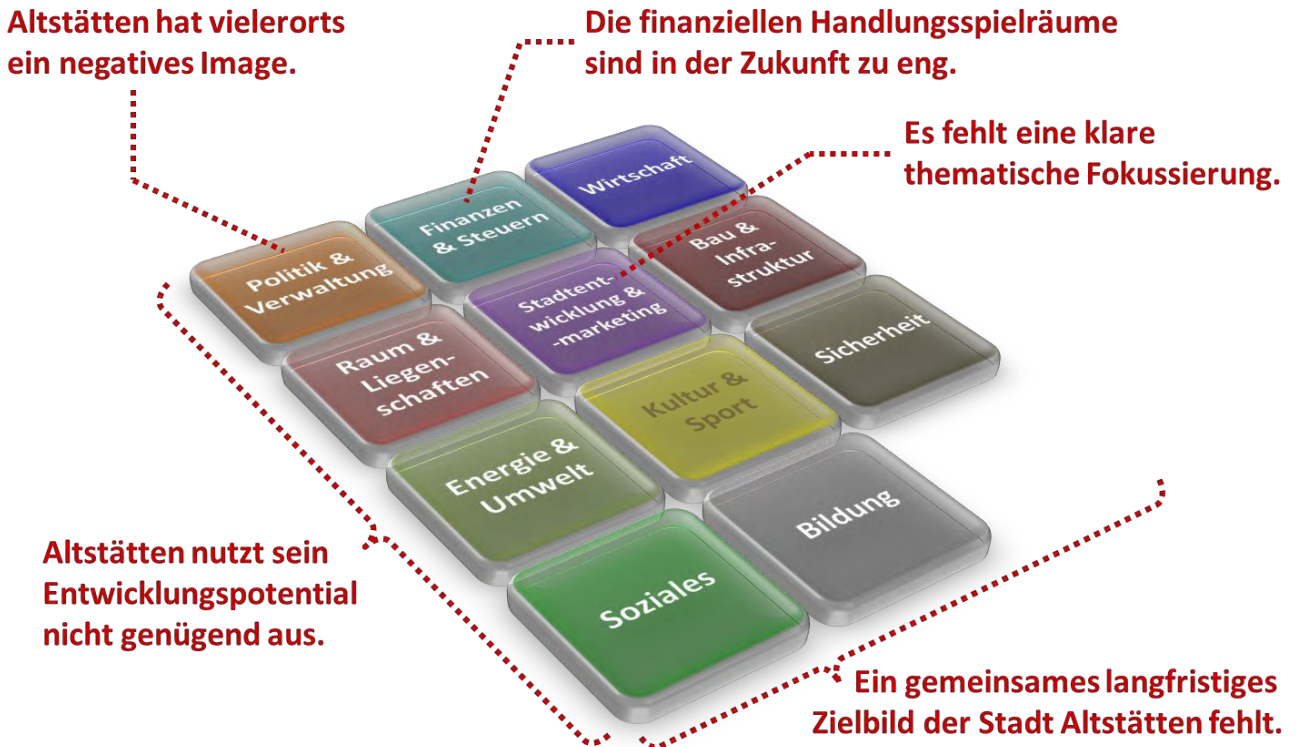 Altstätten hat vielerorts
ein negatives Image.
Die finanziellen Handlungsspielräume
sind in der Zukunft zu eng.
Es fehlt eine klare
thematische Fokussierung.
Wirtschaft
Finanzen
& Steuern
Politik &
Verwaltung
Bau &
Infra-
struktur
Stadtent-
wicklung &
-marketing
Raum &
Liegen-
schaften
Sicherheit
Kultur &
Sport
Energie &
Umwelt
Bildung
Soziales
Altstätten nutzt sein
Entwicklungspotential
nicht genügend aus.
Ein gemeinsames langfristiges
Zielbild der Stadt Altstätten fehlt.